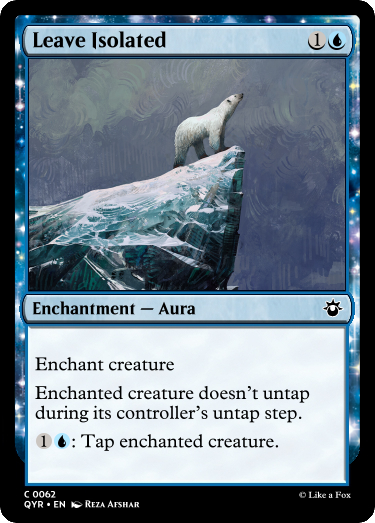 Leave Isolated 1
Enchantment — Aura
Enchant creature
Enchanted creature doesn't untap
during its controller's untap step.
1 : Tap enchanted creature.
C 0062
QYR • EN Reza Afshar
© Like a Fox